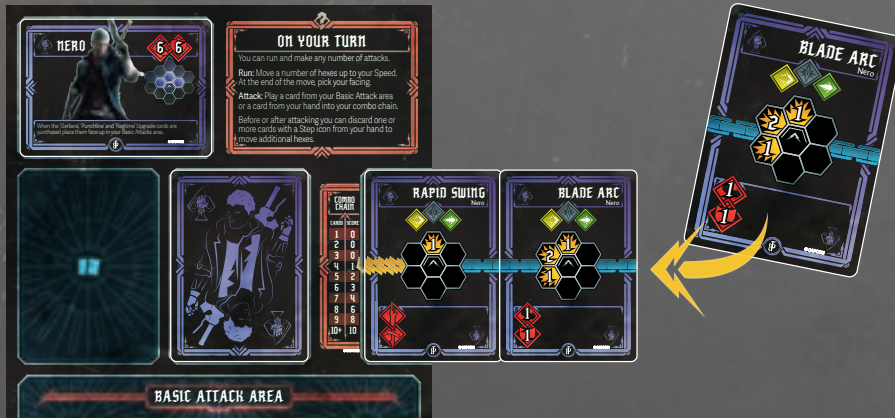 NERO
6 6
When the 'Gerbera', 'Punchline' and 'Ragtime' Upgrade cards are
purchased place them face up in your Basic Attacks area.
ON YOUR TURN
You can run and make any number of attacks.
Run: Move a number of hexes up to your Speed.
At the end of the move, pick your facing.
Attack: Play a card from your Basic Attack area
or a card from your hand into your combo chain.
Before or after attacking you can discard one or
more cards with a Step icon from your hand to
move additional hexes.
BLADE ARC
Nero
2 1
1
1
1
COMBO
CHAIN
CARDS SCORE
1 0
2 0
3 0
4 1
5 2
6 3
7 4
8 6
9 8
10+ 10
RAPID SWING
Nero
1
BLADE ARC
Nero
1
2
1
1
1
BASIC ATTACK AREA